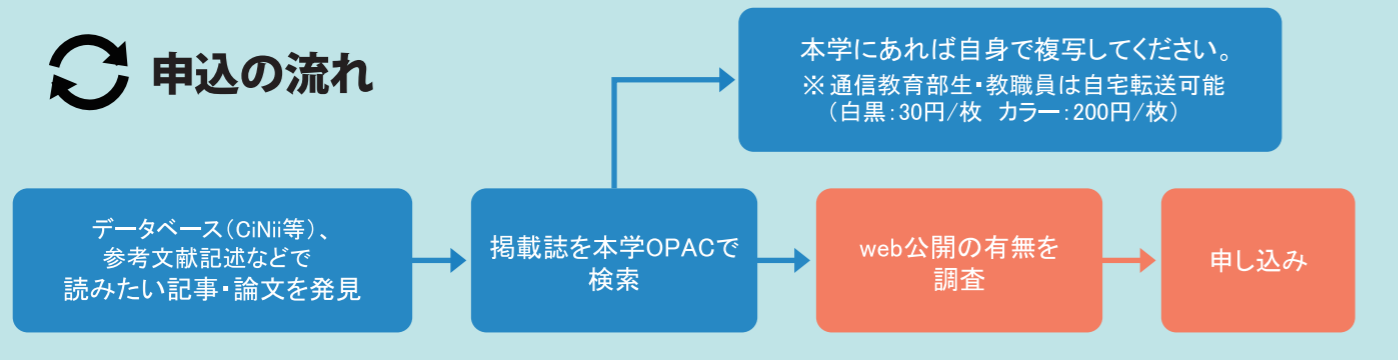 申込の流れ
本学にあれば自身で複写してください。
※通信教育部生・教職員は自宅転送可能
（白黒：30円/枚　カラー：200円/枚）
データベース（CiNii等）、
参考文献記述などで
読みたい記事・論文を発見
掲載誌を本学OPACで
検索
web公開の有無を
調査
申し込み